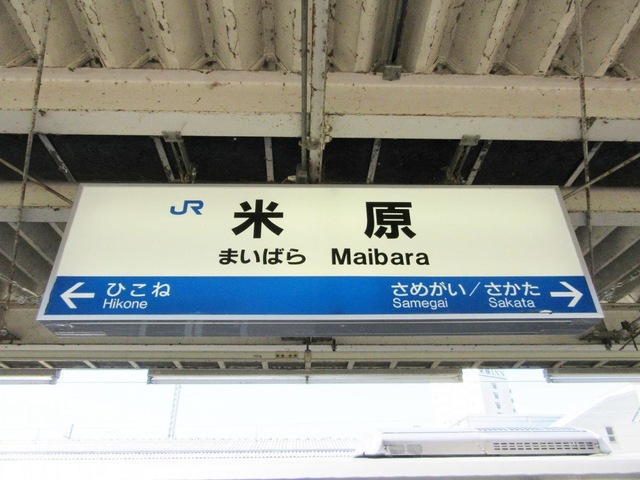 JR 米原
まいばら Maibara
← ひこね さめがい／さかた →
Hikone Samegai Sakata